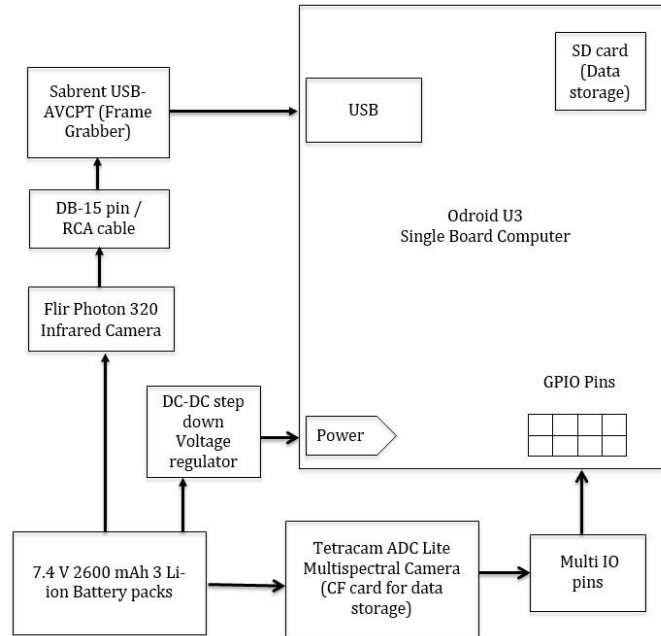 Sabrent USB-
AVCPT (Frame
Grabber)
SD card
(Data
storage)
USB
DB-15 pin /
RCA cable
Odroid U3
Single Board Computer
Flir Photon 320
Infrared Camera
GPIO Pins
DC-DC step
down
Voltage
regulator
Power
7.4 V 2600 mAh 3 Li-
ion Battery packs
Tetracam ADC Lite
Multispectral Camera
(CF card for data
storage)
Multi IO
pins